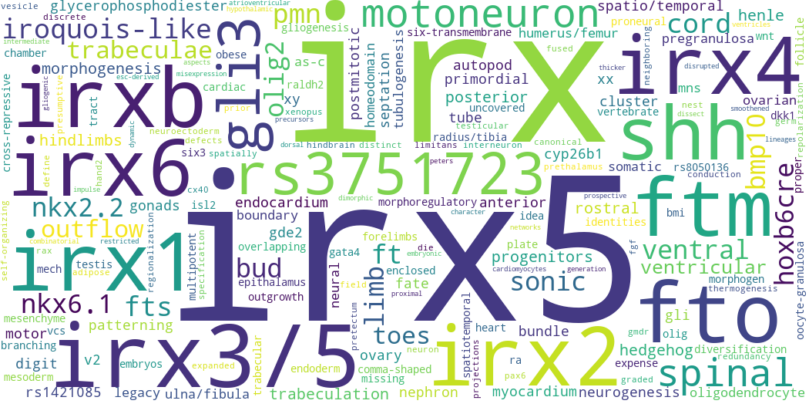 vesicle glycerophosphodiester atrioventricular hypothalamus
discrete pmn motoneuron spatio/temporal
iroquois-like gliogenesis six-transmembrane humerus/femur proneural cord henle
chamber trabeculae as-c fused neighboring pregranulosa wnt follicle
intermediate obese olig2 raldh2 autopod thicker irx4
morphogenesis esc-derived misexpression aspects primordial xx disrupted ventricles
irxb gli3 cardiac xy postmitotic homeodomain septation tubulogenesis posterior cluster mns ovarian
cross-repressive gliogenic presumptive tract prior xenopus irx uncovered vertebrate nest dkk1
dynamic neuroectoderm precursors tube dissect smoothened germ reporization
hindlimbs defects testicular radius/tibia canonical shh bmp10 lineages
six3 spatially dorsal hindbrain distinct limitans interneuron cyp26b1
irx6 define hand2 rs3751723 peters prethalamus somatic rs8050136 proper
impulse cx40 dimorphic prospective conduction
nkx2.2 gonads isl2 endocardium morphoregulatory anterior idea bmi ftm hoxb6cre
self-organizing outflow boundary gde2 character networks rostral
combinatorial restricted regionalization overlapping gata4 die forelimbs embryonic plate identities
rax irx1 multipotent specification bud ft enclosed progenitors ventral
mech testis adipose epithalamus neural field limb fate cardiomyocytes generation fgf morphogen ventricular
nkx6.1 fts outgrowth proximal irx5 sonic thermogenesis oocyte-granulosa
mesenchyme patterning pretectum gli fto
motor vcs toes spatiotemporal heart bundle gmdr olig
branching v2 expanded trabecular irx3/5 endoderm ovary neuron irx2 hedgehog diversification
digit embryos comma-shaped projections ra expense redundancy
mesoderm missing pax6 graded spinal
rs1421085 legacy ulna/fibula trabeculation nephron myocardium neurogenesis oligodendrocyte